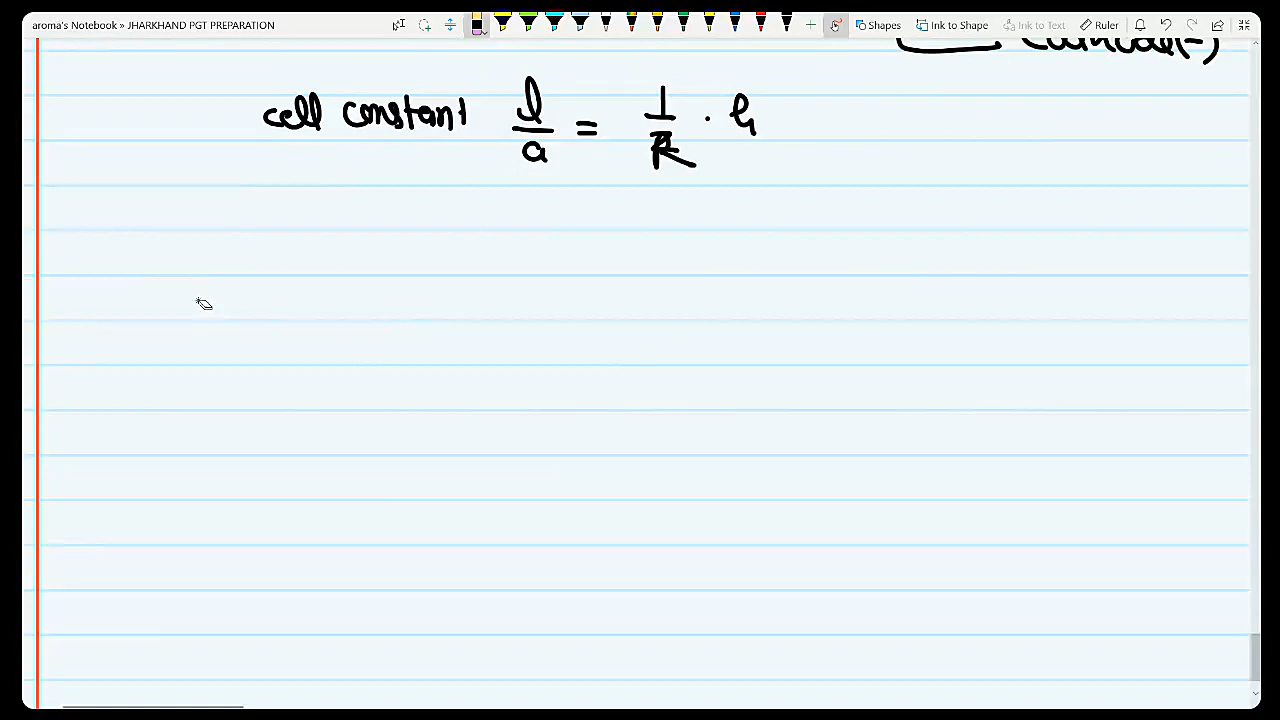 aroma's Notebook » JHARKHAND PGT PREPARATION Shapes Ink to Shape Ink to Text Ruler
cell constant l/a = 1/R ·